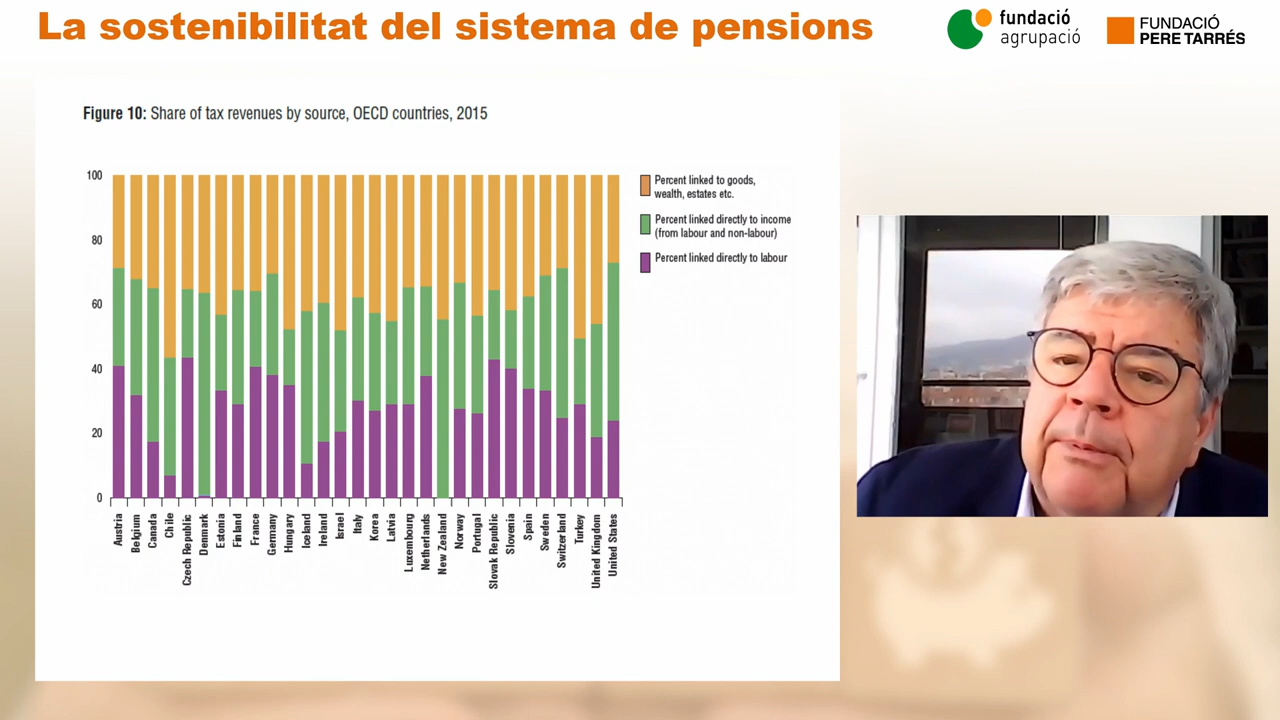 La sostenibilitat del sistema de pensions
fundació
agrupació
FUNDACIÓ
PERE TARRÉS
Figure 10: Share of tax revenues by source, OECD countries, 2015
100
80
60
40
20
0
Percent linked to goods,
wealth, estates etc.
Percent linked directly to income
(from labour and non-labour)
Percent linked directly to labour
Austria
Belgium
Canada
Chile
Czech Republic
Denmark
Estonia
Finland
France
Germany
Hungary
Iceland
Ireland
Israel
Italy
Korea
Latvia
Luxembourg
Netherlands
New Zealand
Norway
Portugal
Slovak Republic
Slovenia
Spain
Sweden
Switzerland
Turkey
United Kingdom
United States